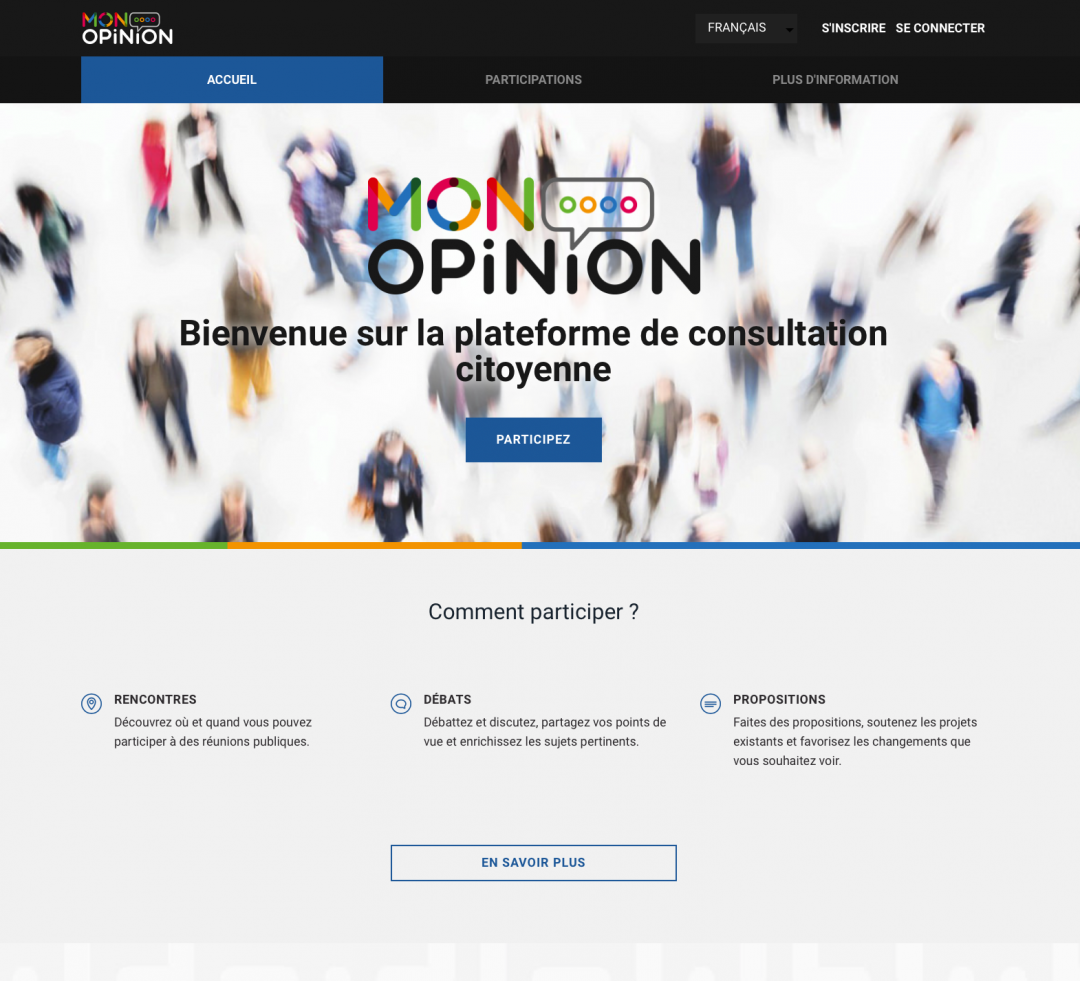 MON
OPINION
FRANÇAIS
S'INSCRIRE SE CONNECTER
ACCUEIL
PARTICIPATIONS
PLUS D'INFORMATION
MON
OPINION
Bienvenue sur la plateforme de consultation
citoyenne
PARTICIPEZ
Comment participer ?
RENCONTRES
Découvrez où et quand vous pouvez
participer à des réunions publiques.
DÉBATS
Débattez et discutez, partagez vos points de
vue et enrichissez les sujets pertinents.
PROPOSITIONS
Faites des propositions, soutenez les projets
existants et favorisez les changements que
vous souhaitez voir.
EN SAVOIR PLUS